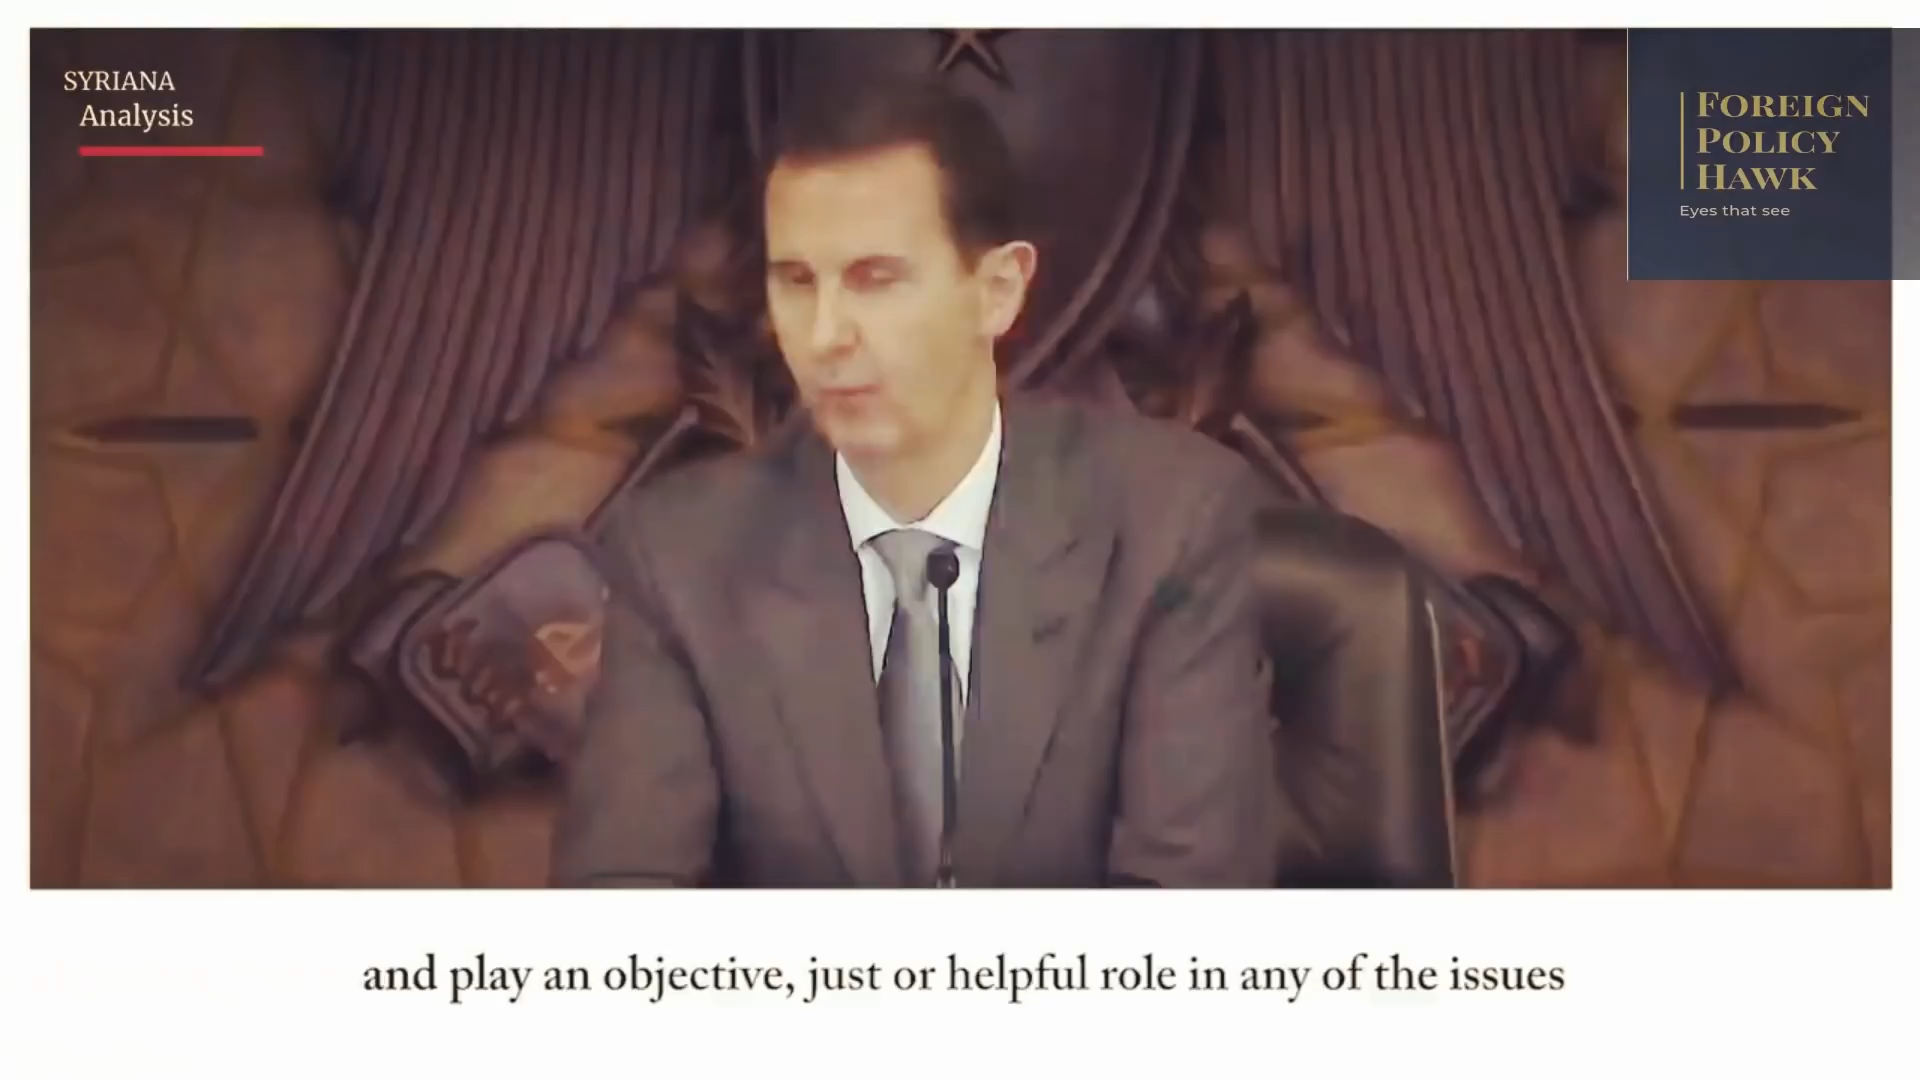 SYRIANA
Analysis
FOREIGN
POLICY
HAWK
Eyes that see
and play an objective, just or helpful role in any of the issues